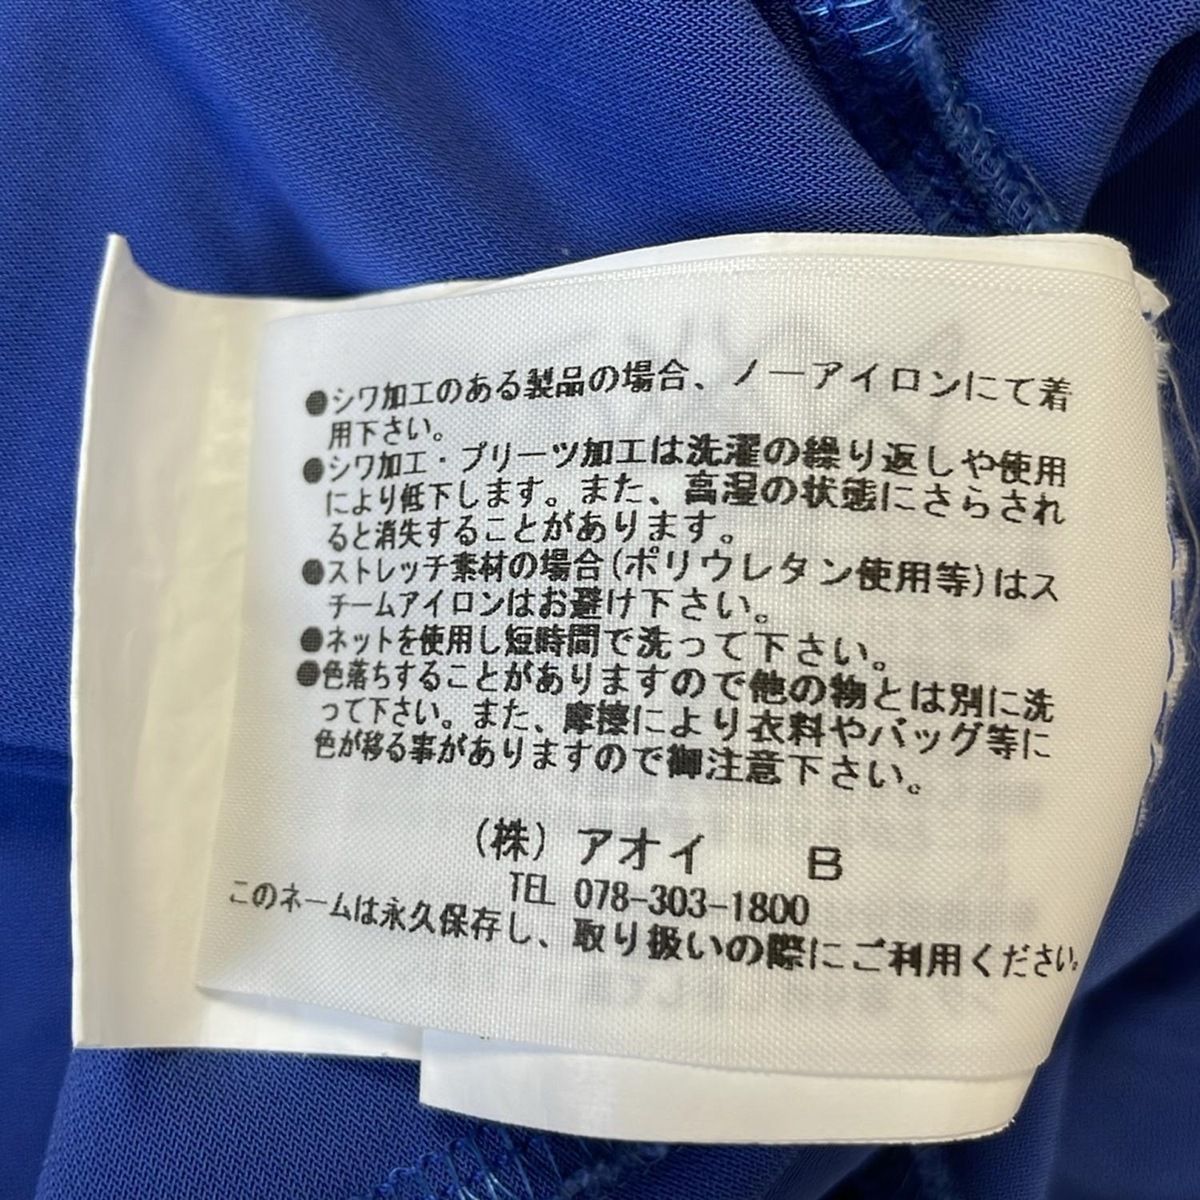 ●シワ加工のある製品の場合、ノーアイロンにて着
用下さい。
●シワ加工・プリーツ加工は洗濯の繰り返しや使用
により低下します。また、高湿の状態にさらされ
ると消失することがあります。
●ストレッチ素材の場合(ポリウレタン使用等)はス
チームアイロンはお避け下さい。
●ネットを使用し短時間で洗って下さい。
●色落ちすることがありますので他の物とは別に洗
って下さい。また、摩擦により衣料やバッグ等に
色が移る事がありますので御注意下さい。
(株)アオイ B
TEL 078-303-1800
このネームは永久保存し、取り扱いの際にご利用ください。